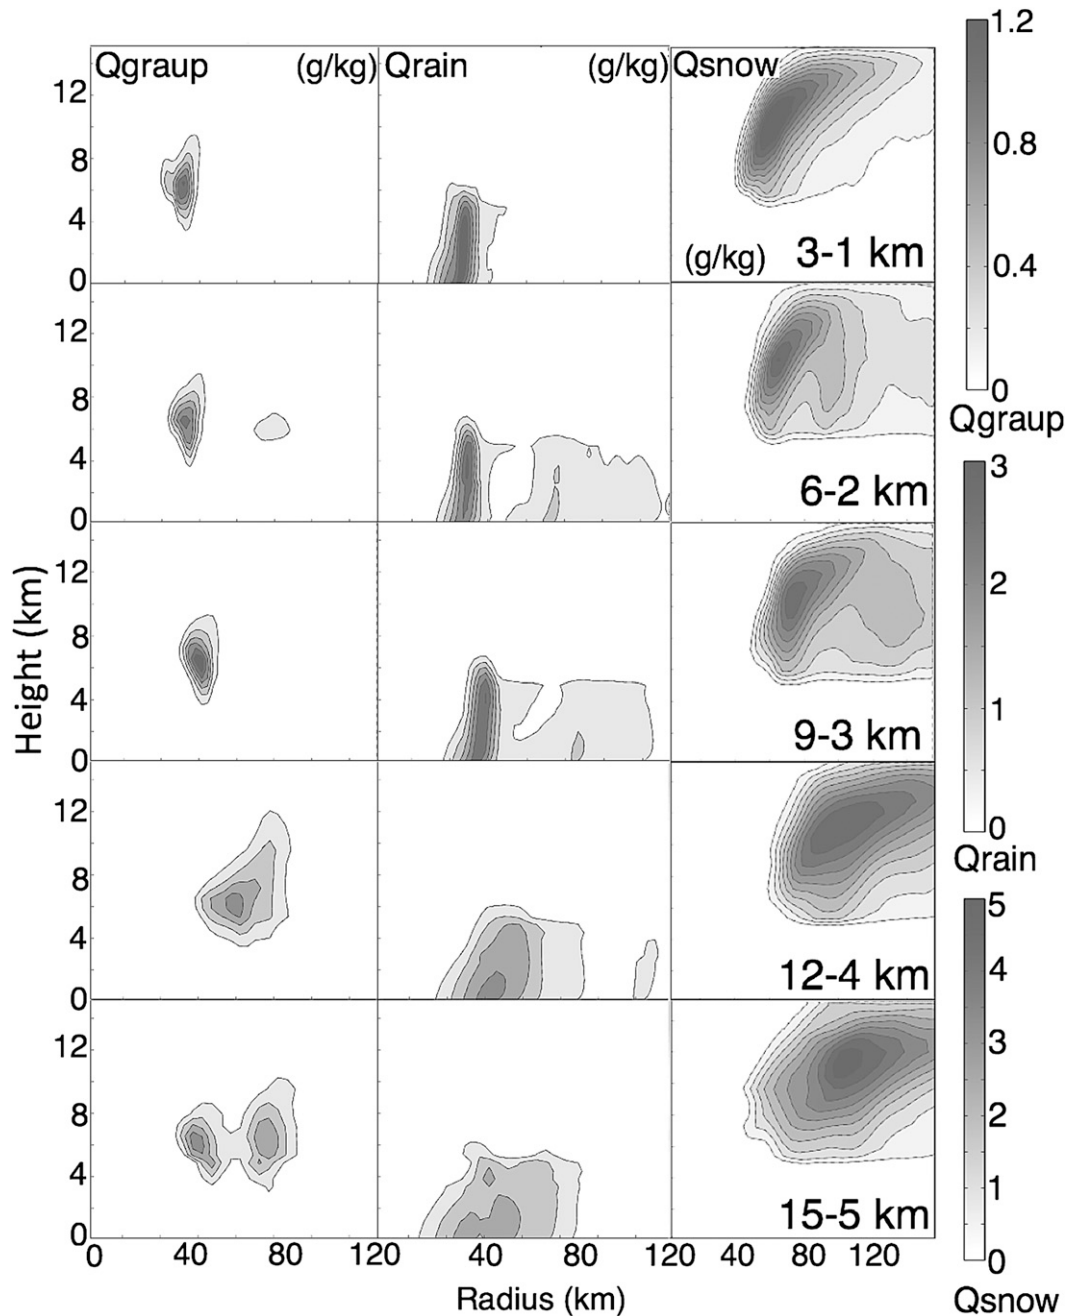 Qgraup (g/kg) Qrain (g/kg) Qsnow
12
8
4
0
(g/kg) 3-1 km
12
8
4
0
6-2 km
12
8
4
0
9-3 km
12
8
4
0
12-4 km
12
8
4
0
15-5 km
Height (km)
0 40 80 120 40 80 120 40 80 120
Radius (km)
1.2
0.8
0.4
0
Qgraup
3
2
1
0
Qrain
5
4
3
2
1
0
Qsnow